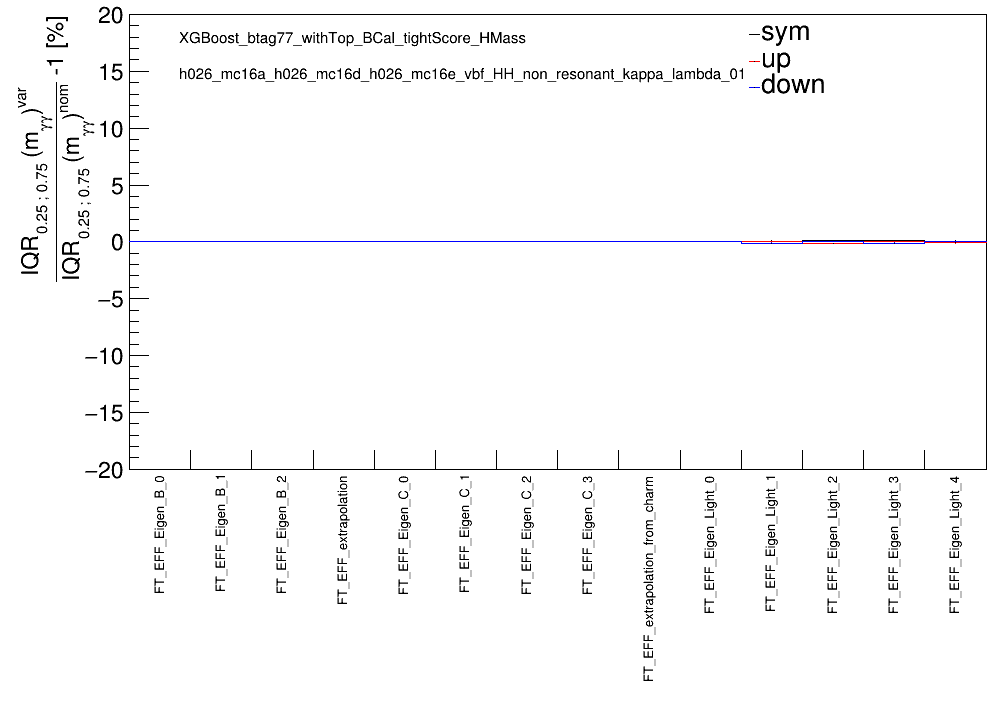 IQR0.25 ; 0.75 (mγγ)var
IQR0.25 ; 0.75 (mγγ)nom -1 [%]
XGBoost_btag77_withTop_BCal_tightScore_HMass
h026_mc16a_h026_mc16d_h026_mc16e_vbf_HH_non_resonant_kappa_lambda_01
sym
up
down
20
15
10
5
0
−5
−10
−15
−20
FT_EFF_Eigen_B_0
FT_EFF_Eigen_B_1
FT_EFF_Eigen_B_2
FT_EFF_extrapolation
FT_EFF_Eigen_C_0
FT_EFF_Eigen_C_1
FT_EFF_Eigen_C_2
FT_EFF_Eigen_C_3
FT_EFF_extrapolation_from_charm
FT_EFF_Eigen_Light_0
FT_EFF_Eigen_Light_1
FT_EFF_Eigen_Light_2
FT_EFF_Eigen_Light_3
FT_EFF_Eigen_Light_4